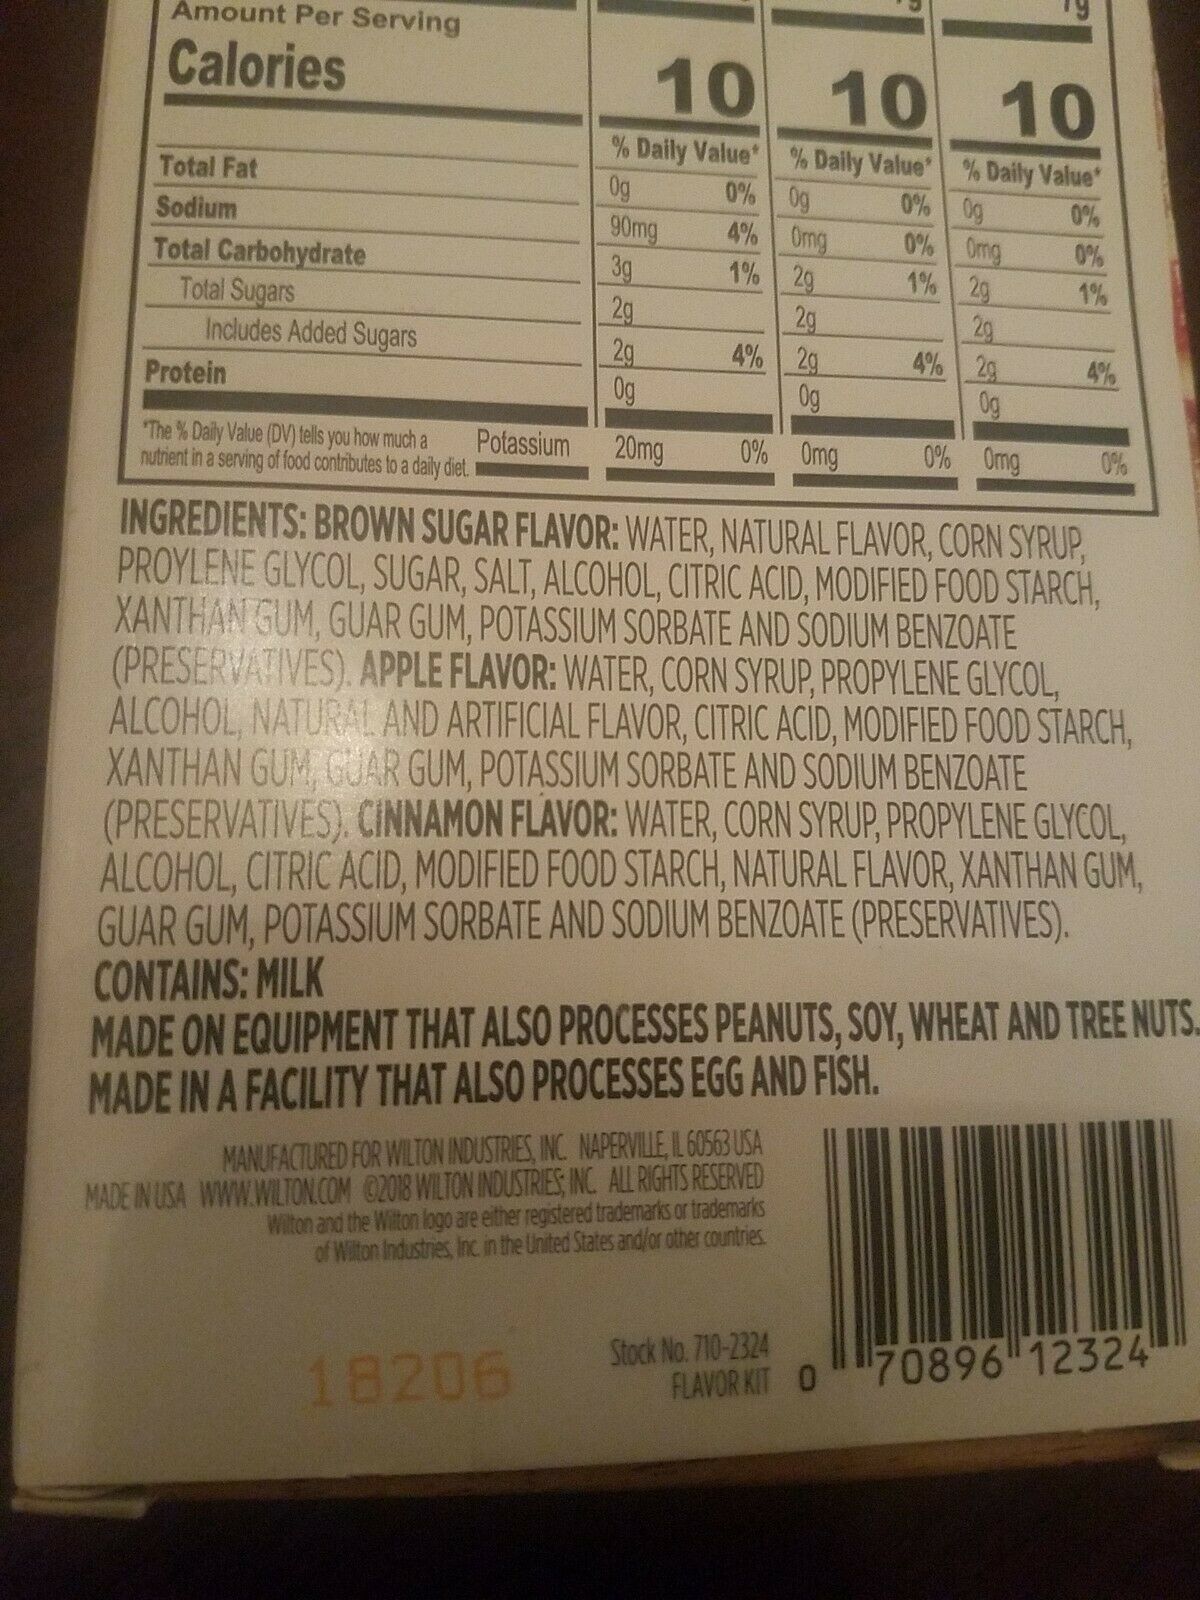 Amount Per Serving
Calories 10 10 10
% Daily Value* % Daily Value* % Daily Value*
Total Fat 0g 0% 0g 0% 0g 0%
Sodium 90mg 4% 0mg 0% 0mg 0%
Total Carbohydrate 3g 1% 2g 1% 2g 1%
Total Sugars 2g 2g 2g
Includes Added Sugars 2g 4% 2g 4% 2g 4%
Protein 0g 0g 0g
*The % Daily Value (DV) tells you how much a
nutrient in a serving of food contributes to a daily diet.
Potassium 20mg 0% 0mg 0% 0mg 0%
INGREDIENTS: BROWN SUGAR FLAVOR: WATER, NATURAL FLAVOR, CORN SYRUP,
PROYLENE GLYCOL, SUGAR, SALT, ALCOHOL, CITRIC ACID, MODIFIED FOOD STARCH,
XANTHAN GUM, GUAR GUM, POTASSIUM SORBATE AND SODIUM BENZOATE
(PRESERVATIVES). APPLE FLAVOR: WATER, CORN SYRUP, PROPYLENE GLYCOL,
ALCOHOL, NATURAL AND ARTIFICIAL FLAVOR, CITRIC ACID, MODIFIED FOOD STARCH,
XANTHAN GUM, GUAR GUM, POTASSIUM SORBATE AND SODIUM BENZOATE
(PRESERVATIVES). CINNAMON FLAVOR: WATER, CORN SYRUP, PROPYLENE GLYCOL,
ALCOHOL, CITRIC ACID, MODIFIED FOOD STARCH, NATURAL FLAVOR, XANTHAN GUM,
GUAR GUM, POTASSIUM SORBATE AND SODIUM BENZOATE (PRESERVATIVES).
CONTAINS: MILK
MADE ON EQUIPMENT THAT ALSO PROCESSES PEANUTS, SOY, WHEAT AND TREE NUTS.
MADE IN A FACILITY THAT ALSO PROCESSES EGG AND FISH.
MANUFACTURED FOR WILTON INDUSTRIES, INC. NAPERVILLE, IL 60563 USA
MADE IN USA WWW.WILTON.COM ©2018 WILTON INDUSTRIES, INC. ALL RIGHTS RESERVED
Wilton and the Wilton logo are either registered trademarks or trademarks
of Wilton Industries, Inc. in the United States and/or other countries.
18206
Stock No. 710-2324
FLAVOR KIT
0 70896 12324